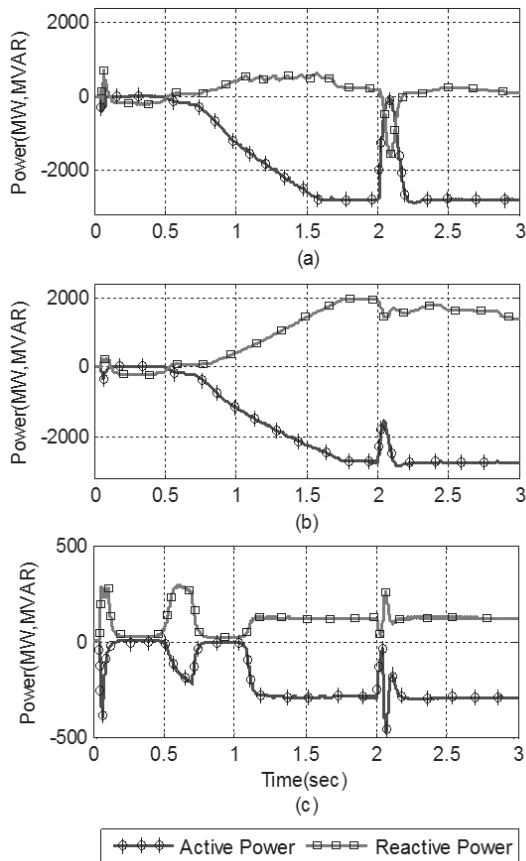 2000
0
-2000
Power(MW,MVAR)
0 0.5 1 1.5 2 2.5 3
(a)
2000
0
-2000
Power(MW,MVAR)
0 0.5 1 1.5 2 2.5 3
(b)
500
0
-500
Power(MW,MVAR)
0 0.5 1 1.5 2 2.5 3
Time(sec)
(c)
Active Power Reactive Power